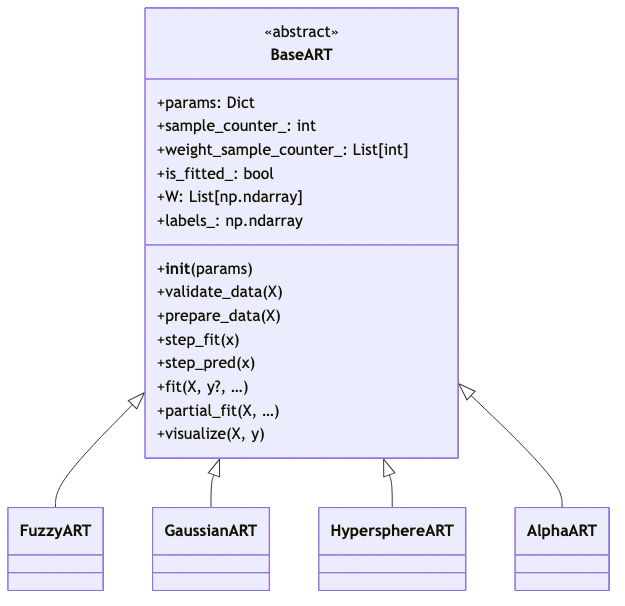 «abstract»
BaseART
+params: Dict
+sample_counter_: int
+weight_sample_counter_: List[int]
+is_fitted_: bool
+W: List[np.ndarray]
+labels_: np.ndarray
+init(params)
+validate_data(X)
+prepare_data(X)
+step_fit(x)
+step_pred(x)
+fit(X, y?, ...)
+partial_fit(X, ...)
+visualize(X, y)
FuzzyART
GaussianART
HypersphereART
AlphaART